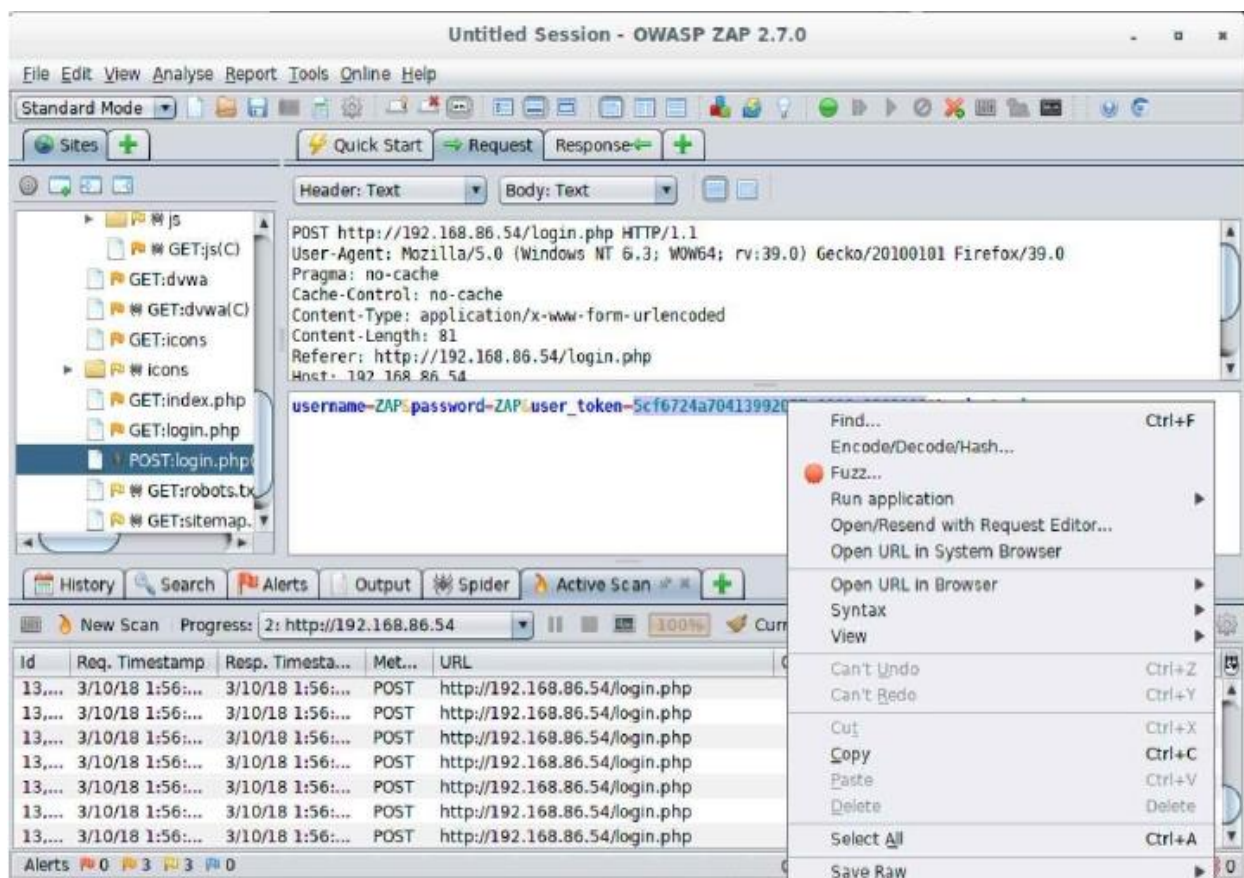 Untitled Session - OWASP ZAP 2.7.0
File Edit View Analyse Report Tools Online Help
Standard Mode
Sites
Quick Start Request Response
Header: Text Body: Text
js
GET:js(C)
GET:dvwa
GET:dvwa(C)
GET:icons
icons
GET:index.php
GET:login.php
POST:login.php(
GET:robots.tx
GET:sitemap.
POST http://192.168.86.54/login.php HTTP/1.1
User-Agent: Mozilla/5.0 (Windows NT 6.3; WOW64; rv:39.0) Gecko/20100101 Firefox/39.0
Pragma: no-cache
Cache-Control: no-cache
Content-Type: application/x-www-form-urlencoded
Content-Length: 81
Referer: http://192.168.86.54/login.php
Host: 192.168.86.54
username=ZAP&password=ZAP&user_token=5cf6724a704139920
Find... Ctrl+F
Encode/Decode/Hash...
Fuzz...
Run application
Open/Resend with Request Editor...
Open URL in System Browser
Open URL in Browser
Syntax
View
Can't Undo Ctrl+Z
Can't Redo Ctrl+Y
Cut Ctrl+X
Copy Ctrl+C
Paste Ctrl+V
Delete Delete
Select All Ctrl+A
Save Raw
History Search Alerts Output Spider Active Scan
New Scan Progress: 2: http://192.168.86.54 100% Curr
Id Req. Timestamp Resp. Timesta... Met... URL
13,... 3/10/18 1:56:... 3/10/18 1:56:... POST http://192.168.86.54/login.php
13,... 3/10/18 1:56:... 3/10/18 1:56:... POST http://192.168.86.54/login.php
13,... 3/10/18 1:56:... 3/10/18 1:56:... POST http://192.168.86.54/login.php
13,... 3/10/18 1:56:... 3/10/18 1:56:... POST http://192.168.86.54/login.php
13,... 3/10/18 1:56:... 3/10/18 1:56:... POST http://192.168.86.54/login.php
13,... 3/10/18 1:56:... 3/10/18 1:56:... POST http://192.168.86.54/login.php
13,... 3/10/18 1:56:... 3/10/18 1:56:... POST http://192.168.86.54/login.php
Alerts 0 3 3 0 0